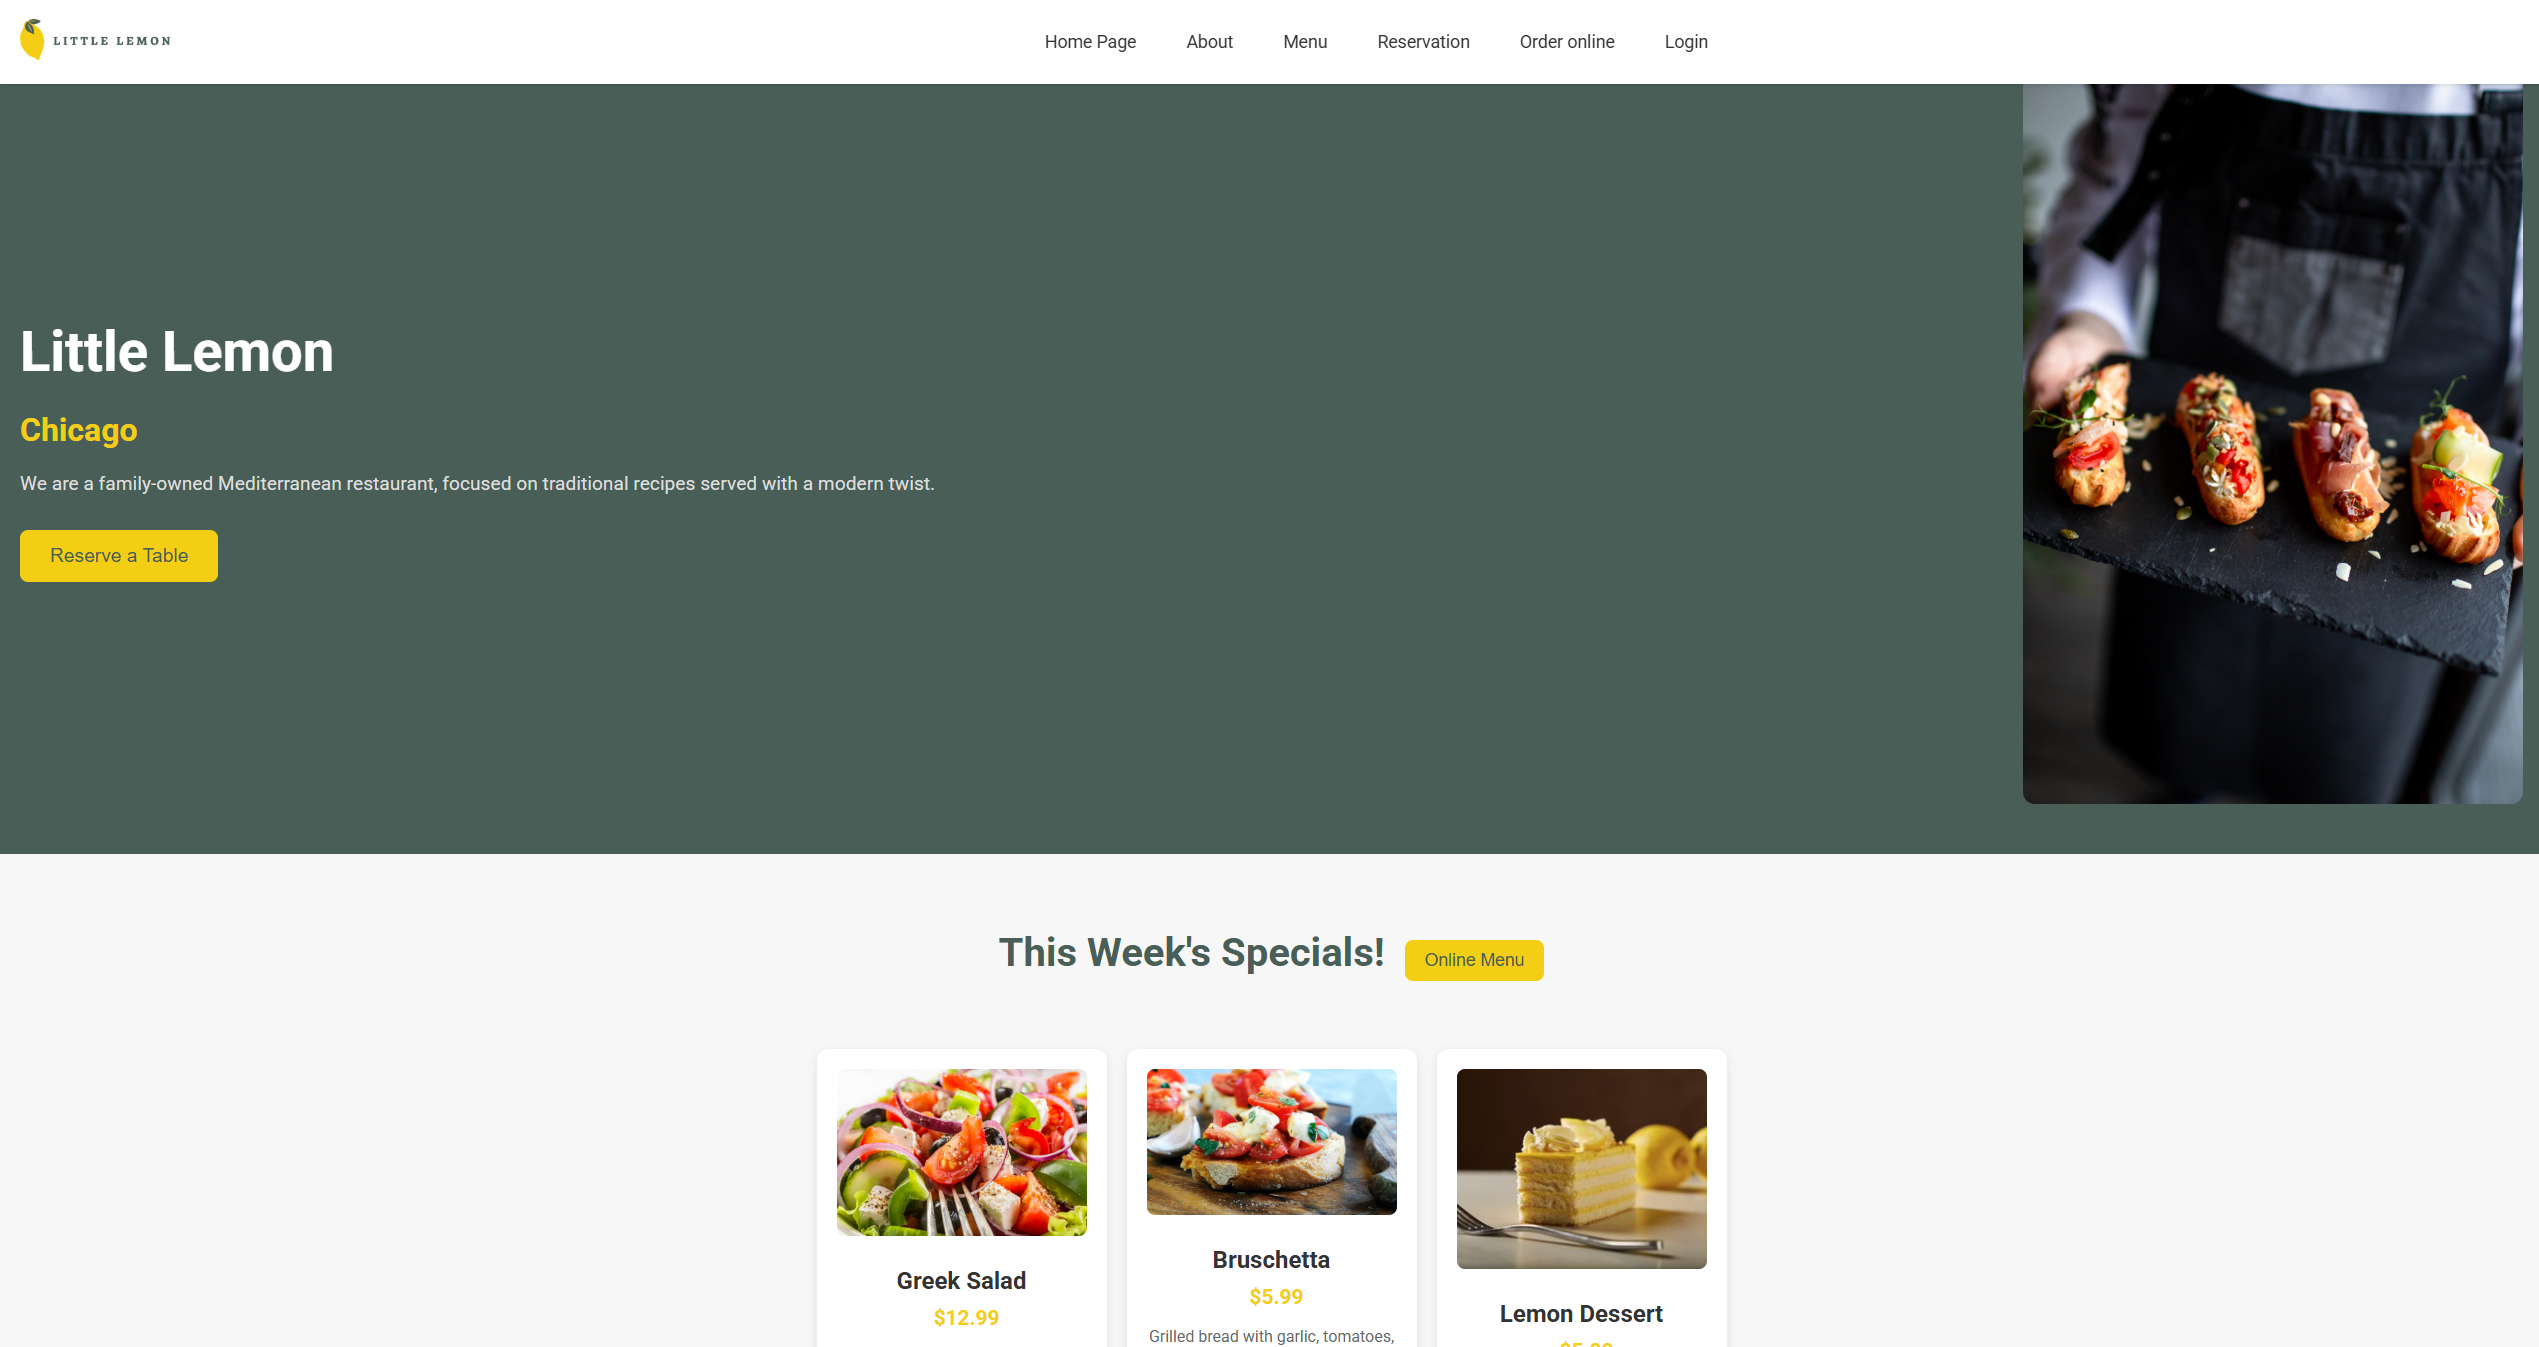 LITTLE LEMON
Home Page About Menu Reservation Order online Login
Little Lemon
Chicago
We are a family-owned Mediterranean restaurant, focused on traditional recipes served with a modern twist.
Reserve a Table
This Week's Specials! Online Menu
Greek Salad
$12.99
Bruschetta
$5.99
Grilled bread with garlic, tomatoes,
Lemon Dessert